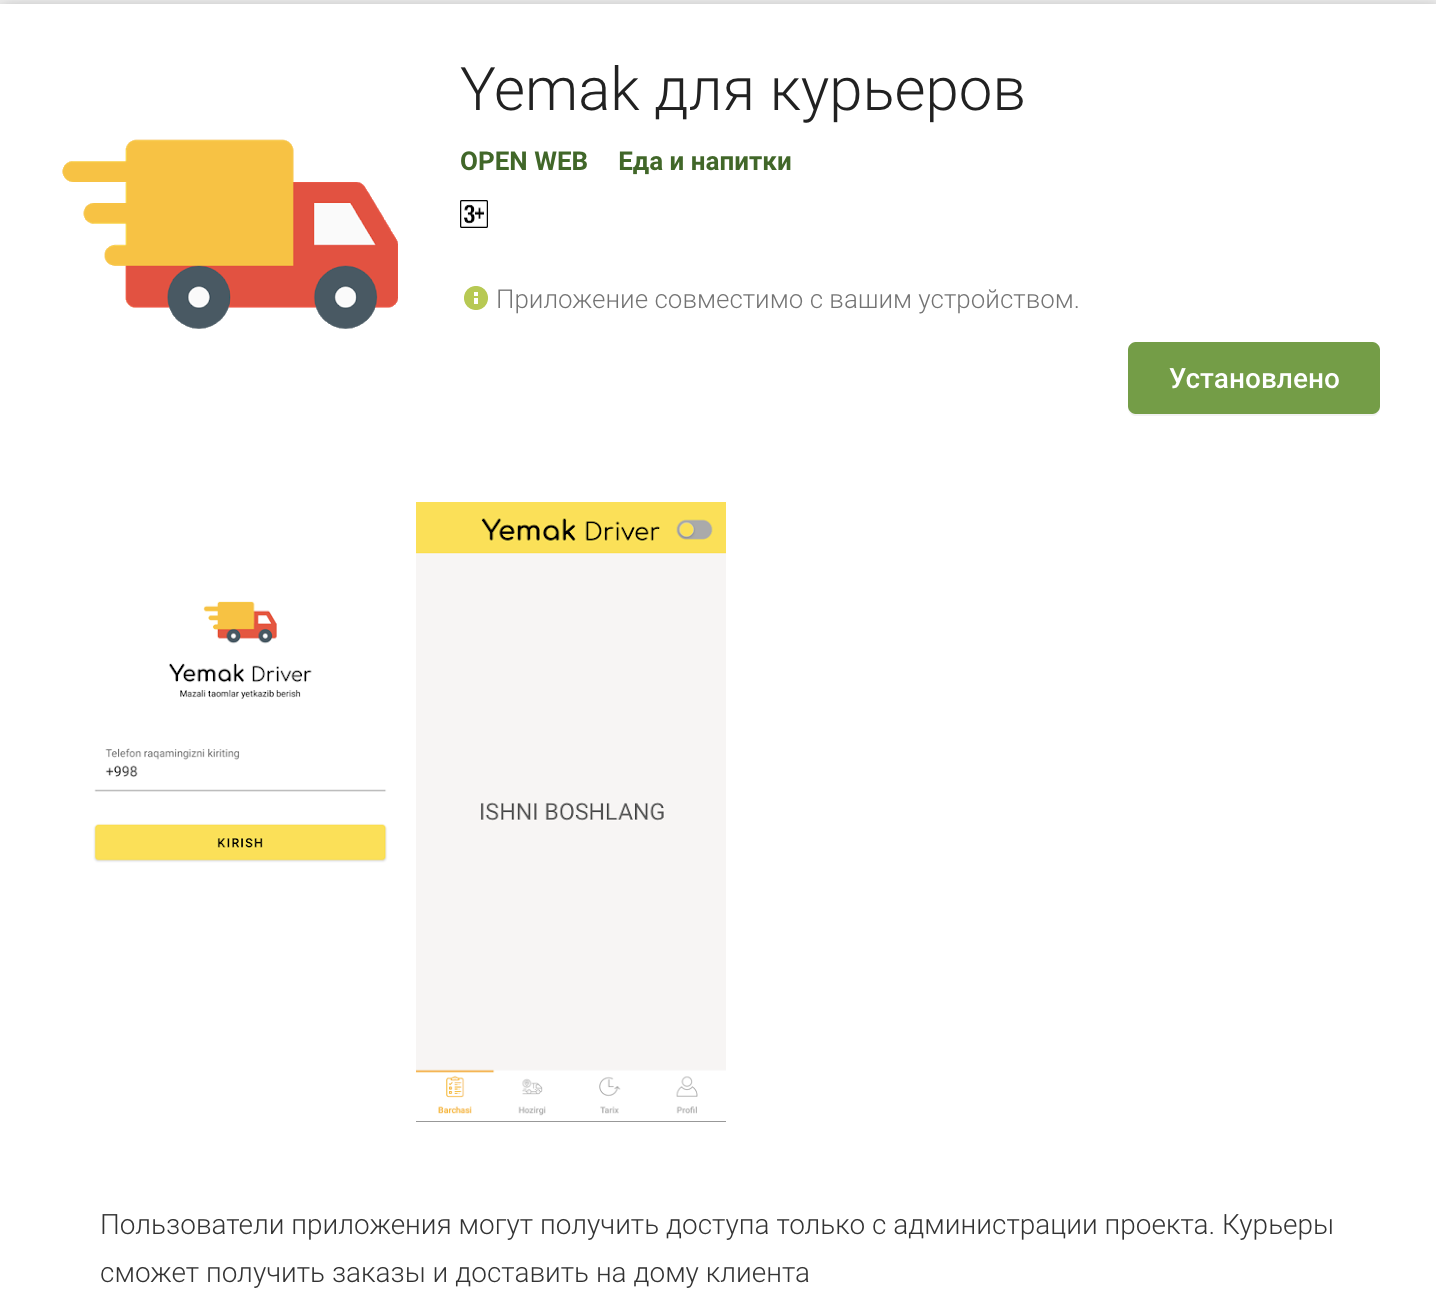 Yemak для курьеров
OPEN WEB Еда и напитки
3+
Приложение совместимо с вашим устройством.
Установлено
Yemak Driver
Mazali taomlar yetkazib berish
Telefon raqamingizni kiriting
+998
KIRISH
Yemak Driver
ISHNI BOSHLANG
Barchasi Hozirgi Tarix Profil
Пользователи приложения могут получить доступа только с администрации проекта. Курьеры
сможет получить заказы и доставить на дому клиента